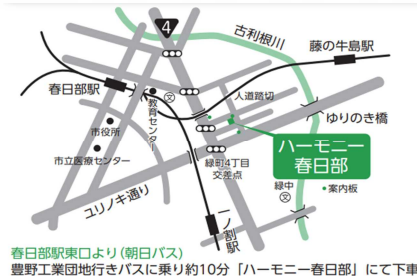 4
古利根川
藤の牛島駅
春日部駅
文
教育センター
人道踏切
ゆりのき橋
市役所
市立医療センター
緑町4丁目
交差点
ハーモニー
春日部
ユリノキ通り
一ノ割駅
緑中
文
案内板
春日部駅東口より（朝日バス）
豊野工業団地行きバスに乗り約10分「ハーモニー春日部」にて下車